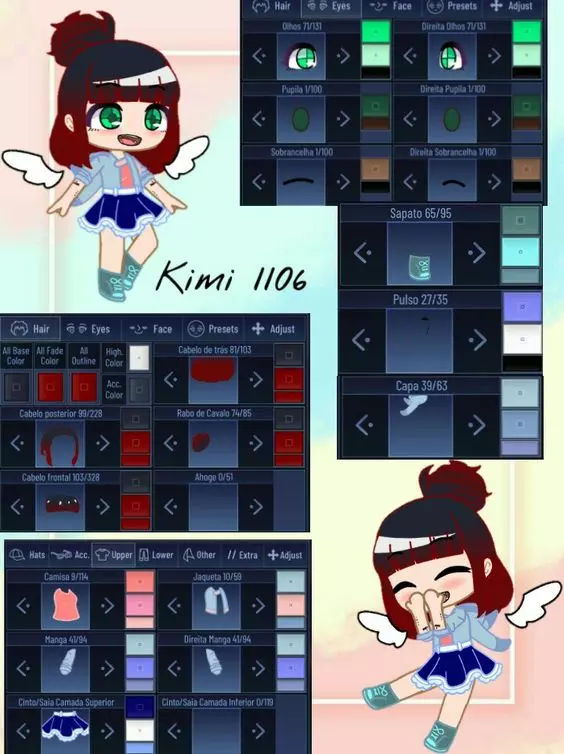 Hair Eyes Face Presets Adjust
Olhos 71/131 Direita Olhos 71/131
Pupila 1/100 Direita Pupila 1/100
Sobrancelha 1/100 Direita Sobrancelha 1/100
Sapato 65/95
Pulso 27/35
Capa 39/63
Kimi 1106
Hair Eyes Face Presets Adjust
All Base Color All Fade Color All Outline High. Color Cabelo de trás 81/103
Acc. Color
Cabelo posterior 99/228 Rabo de Cavalo 74/85
Cabelo frontal 103/328 Ahogo 0/51
Hats Acc. Upper Lower Other Extra Adjust
Camisa 9/114 Jaqueta 10/59
Manga 41/94 Direita Manga 41/94
Cinto/Saia Camada Superior Cinto/Saia Camada Inferior 0/119